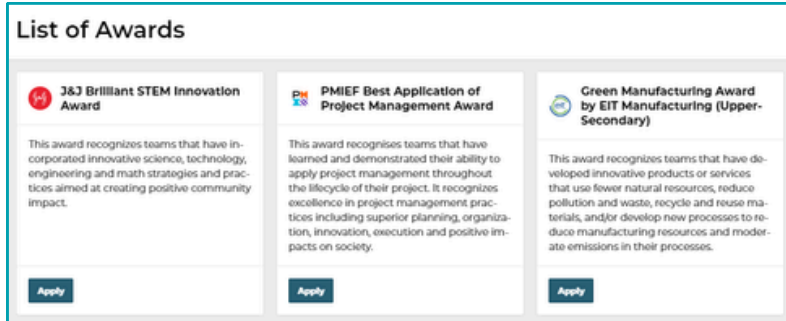 List of Awards
J&J Brilliant STEM Innovation
Award
This award recognizes teams that have in-
corporated innovative science, technology,
engineering and math strategies and prac-
tices aimed at creating positive community
impact.
Apply
PMIEF Best Application of
Project Management Award
This award recognises teams that have
learned and demonstrated their ability to
apply project management throughout
the lifecycle of their project. It recognizes
excellence in project management prac-
tices including superior planning, organiza-
tion, innovation, execution and positive im-
pacts on society.
Apply
eit
Green Manufacturing Award
by EIT Manufacturing (Upper-
Secondary)
This award recognizes teams that have de-
veloped innovative products or services
that use fewer natural resources, reduce
pollution and waste, recycle and reuse ma-
terials, and/or develop new processes to re-
duce manufacturing resources and moder-
ate emissions in their processes.
Apply